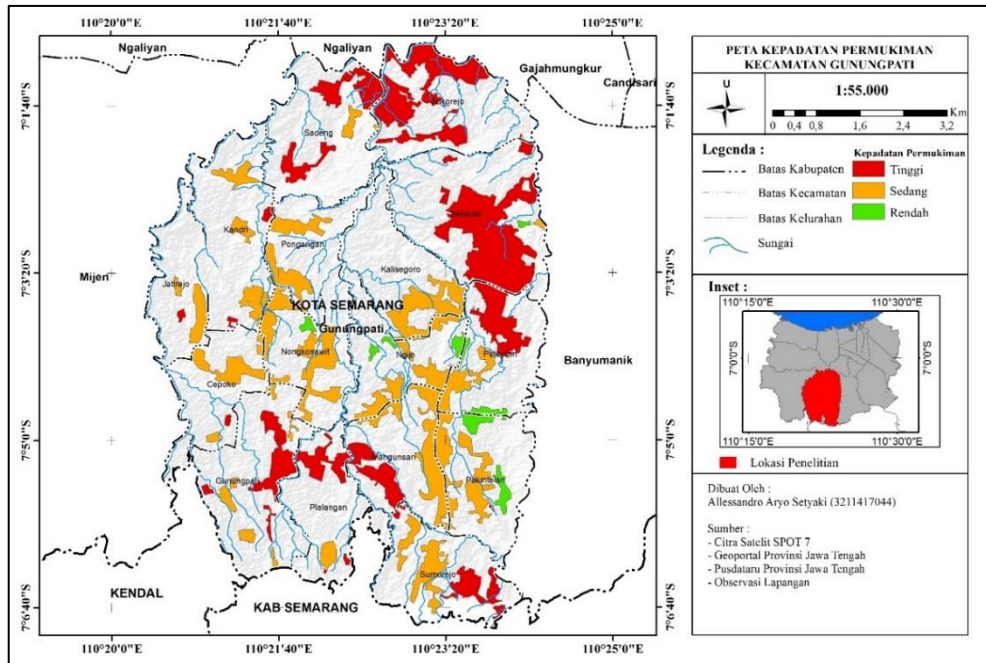 110°20'0"E 110°21'40"E 110°23'20"E 110°25'0"E
Ngaliyan Ngaliyan
Gajahmungkur
Candisari
7°1'40"S
Sukorejo
Sadeng
Sekaran
Kandri
Pongangan
Kalisegoro
7°3'20"S
Mijen
Jatirejo
KOTA SEMARANG
Gunungpati
Nongkosawit
Ngijo
Patemon
Banyumanik
Cepoko
7°5'0"S
Mangunsari
Gunungpati
Pakintelan
Plalangan
Sumurejo
KENDAL
KAB SEMARANG
7°6'40"S
110°20'0"E 110°21'40"E 110°23'20"E 110°25'0"E
7°1'40"S
7°3'20"S
7°5'0"S
7°6'40"S
PETA KEPADATAN PERMUKIMAN
KECAMATAN GUNUNGPATI
U
1:55.000
Km
0 0,4 0,8 1,6 2,4 3,2
Legenda :
Kepadatan Permukiman
Batas Kabupaten
Tinggi
Batas Kecamatan
Sedang
Batas Kelurahan
Rendah
Sungai
Inset :
110°15'0"E 110°30'0"E
7°0'0"S 7°0'0"S
110°15'0"E 110°30'0"E
Lokasi Penelitian
Dibuat Oleh :
Allessandro Aryo Setyaki (3211417044)
Sumber :
- Citra Satelit SPOT 7
- Geoportal Provinsi Jawa Tengah
- Pusdataru Provinsi Jawa Tengah
- Observasi Lapangan